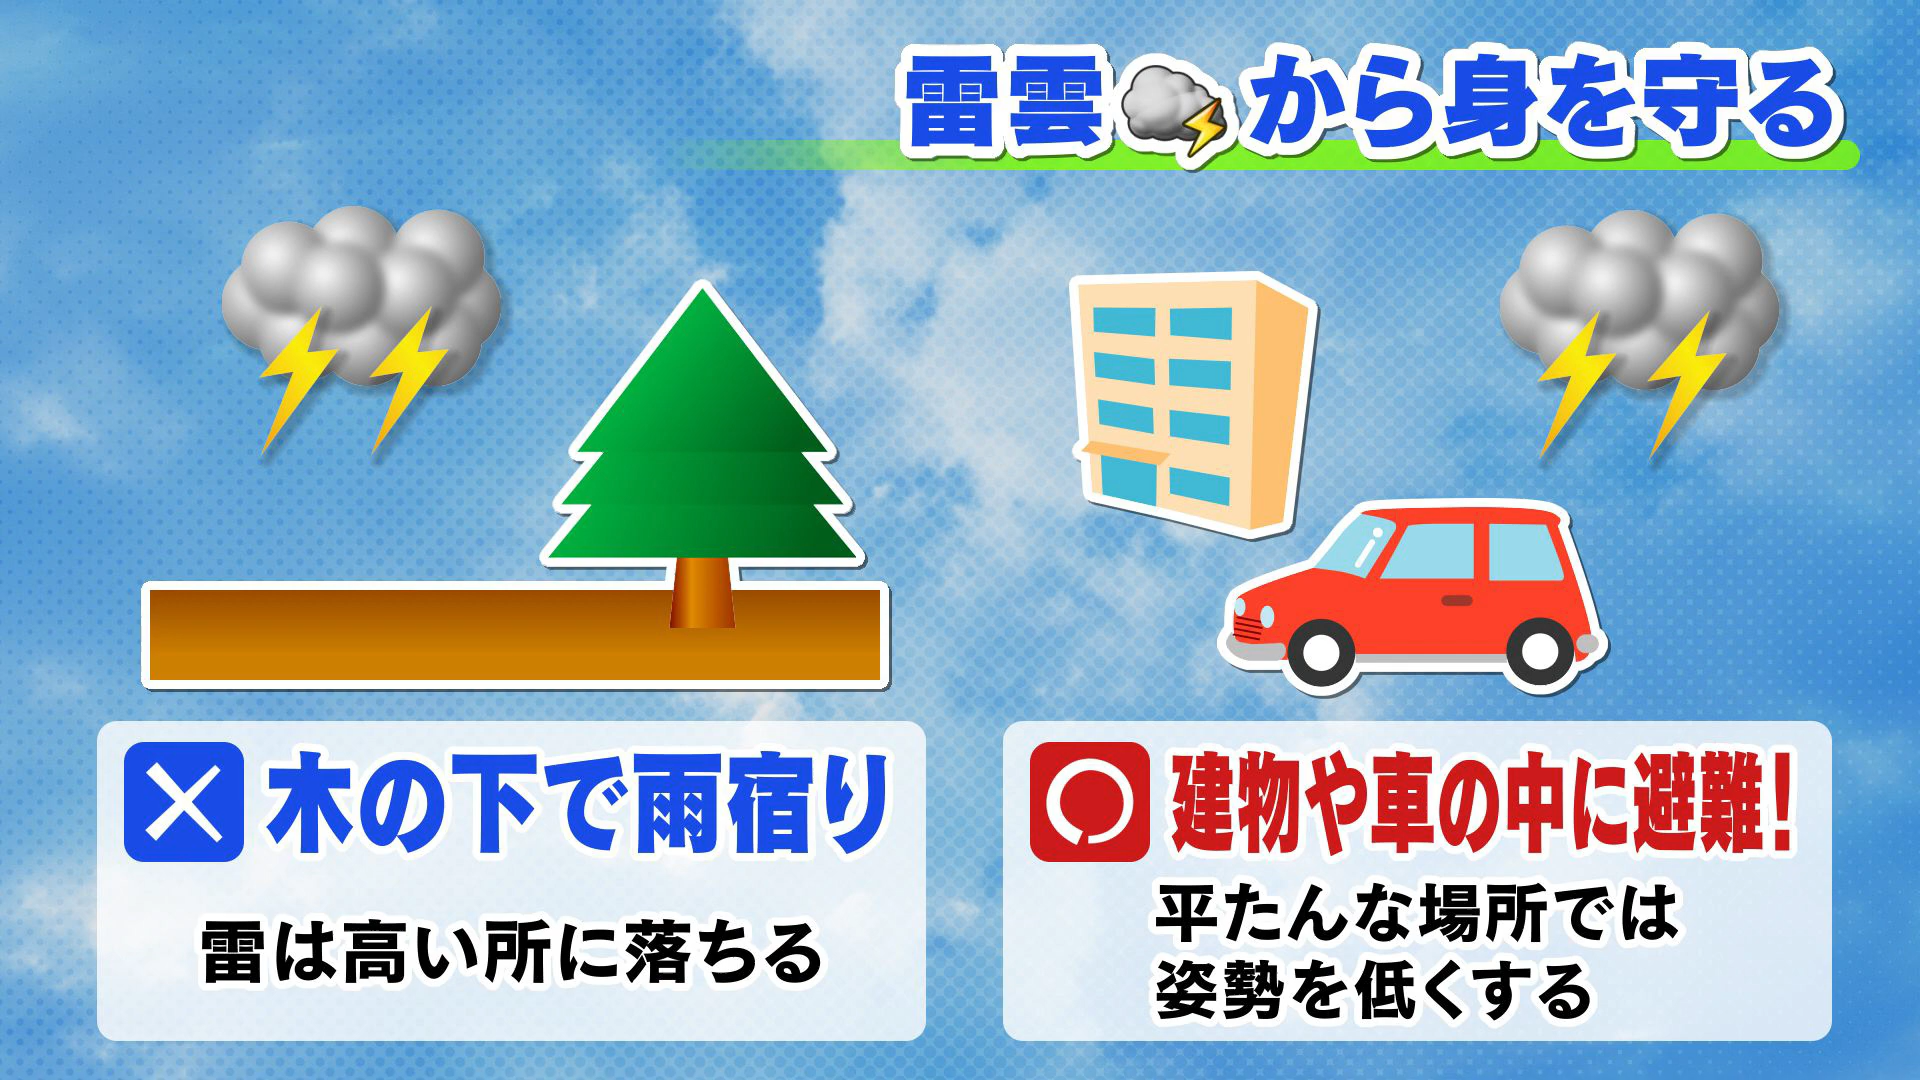 雷雲から身を守る
木の下で雨宿り
雷は高い所に落ちる
建物や車の中に避難!
平たんな場所では
姿勢を低くする